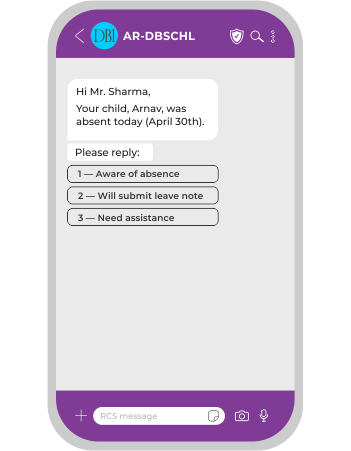 DBI
AR-DBSCHL
Hi Mr. Sharma,
Your child, Arnav, was
absent today (April 30th).
Please reply:
1 — Aware of absence
2 — Will submit leave note
3 — Need assistance
RCS message